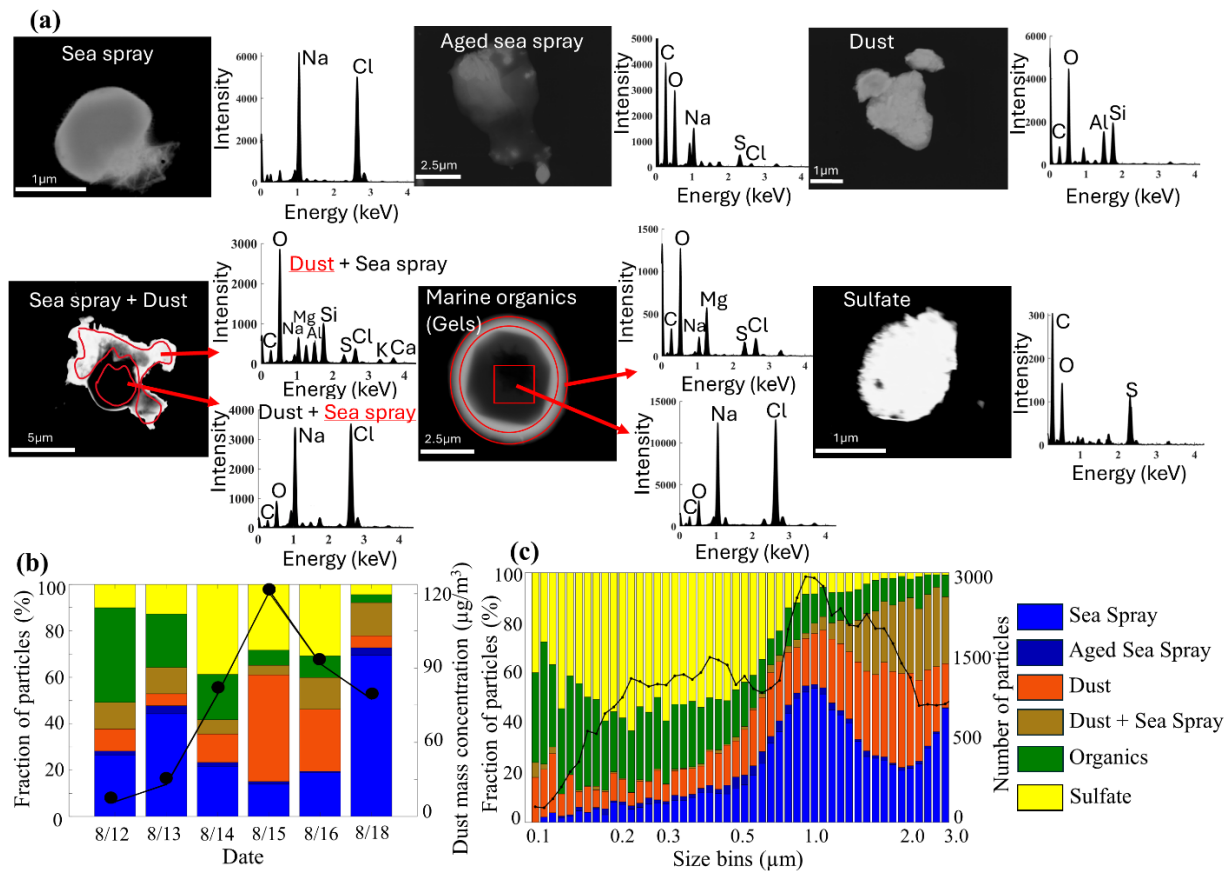 (a)
Sea spray
1µm
Intensity
6000
4000
2000
0
Na
Cl
0 1 2 3 4
Energy (keV)
Aged sea spray
2.5µm
Intensity
5000
4000
3000
2000
1000
0
C
O
Na
S
Cl
0 1 2 3 4
Energy (keV)
Dust
1µm
Intensity
6000
4000
2000
0
C
O
Al
Si
0 1 2 3 4
Energy (keV)
Sea spray + Dust
5µm
Intensity
3000
2000
1000
0
Dust + Sea spray
C
O
Na
Mg
Al
Si
S
Cl
K
Ca
0 1 2 3 4
Intensity
4000
3000
2000
1000
0
Dust + Sea spray
C
O
Na
Cl
0 1 2 3 4
Energy (keV)
Marine organics
(Gels)
2.5µm
Intensity
1500
1000
500
0
C
O
Na
Mg
S
Cl
0 1 2 3 4
Intensity
15000
10000
5000
0
C
O
Na
Cl
0 1 2 3 4
Energy (keV)
Sulfate
1µm
Intensity
300
200
100
0
C
O
S
1 2 3 4
Energy (keV)
(b)
Fraction of particles (%)
100
80
60
40
20
0
8/12 8/13 8/14 8/15 8/16 8/18
Date
120
90
60
30
0
Dust mass concentration (µg/m³)
(c)
Fraction of particles (%)
100
80
60
40
20
0
0.1 0.2 0.3 0.5 1.0 2.0 3.0
Size bins (µm)
3000
1500
500
0
Number of particles
Sea Spray
Aged Sea Spray
Dust
Dust + Sea Spray
Organics
Sulfate